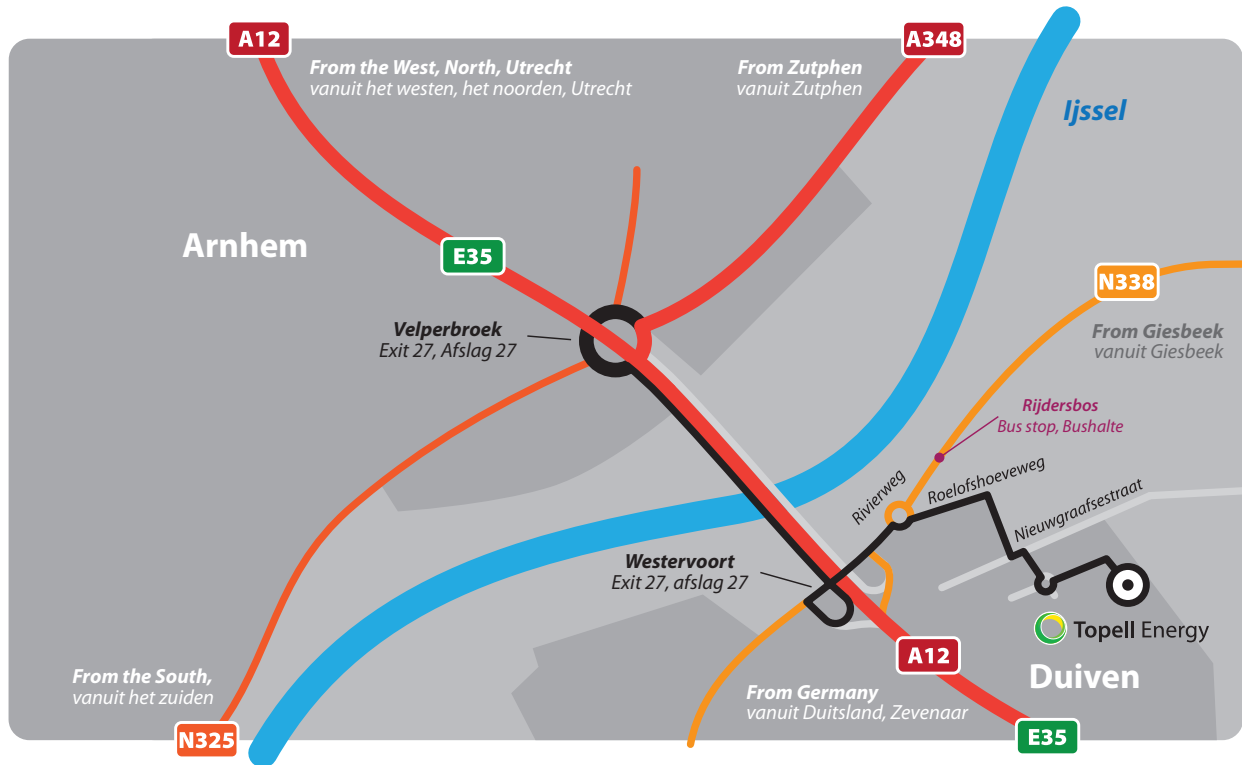 A12
A348
From the West, North, Utrecht
vanuit het westen, het noorden, Utrecht
From Zutphen
vanuit Zutphen
Ijssel
Arnhem
E35
N338
Velperbroek
Exit 27, Afslag 27
From Giesbeek
vanuit Giesbeek
Rijdersbos
Bus stop, Bushalte
Rivierweg
Roelofshoeveweg
Nieuwgraafsestraat
Westervoort
Exit 27, afslag 27
Topell Energy
A12
Duiven
From the South,
vanuit het zuiden
From Germany
vanuit Duitsland, Zevenaar
N325
E35